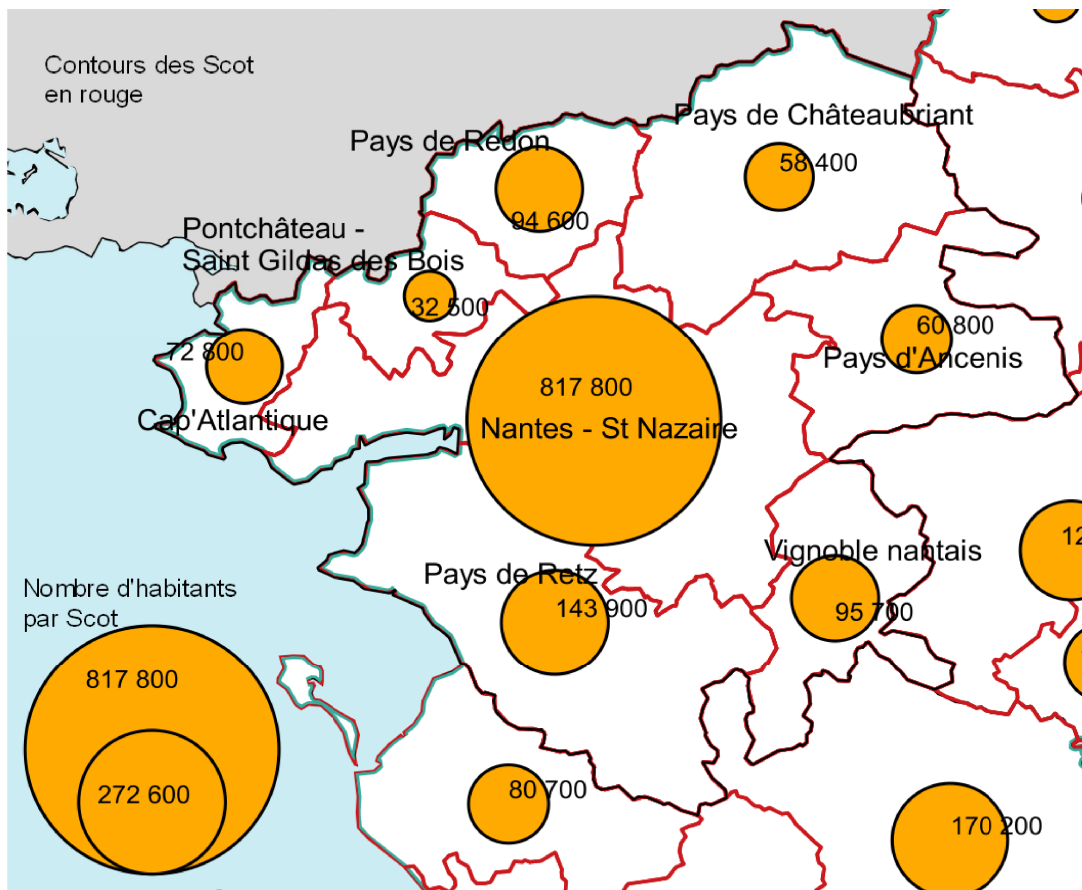 Contours des Scot
en rouge
Pays de Châteaubriant
58 400
Pays de Redon
94 600
Pontchâteau -
Saint Gildas des Bois
32 500
60 800
Pays d'Ancenis
72 800
Cap'Atlantique
817 800
Nantes - St Nazaire
Vignoble nantais
95 700
Pays de Retz
143 900
12
Nombre d'habitants
par Scot
817 800
272 600
80 700
170 200